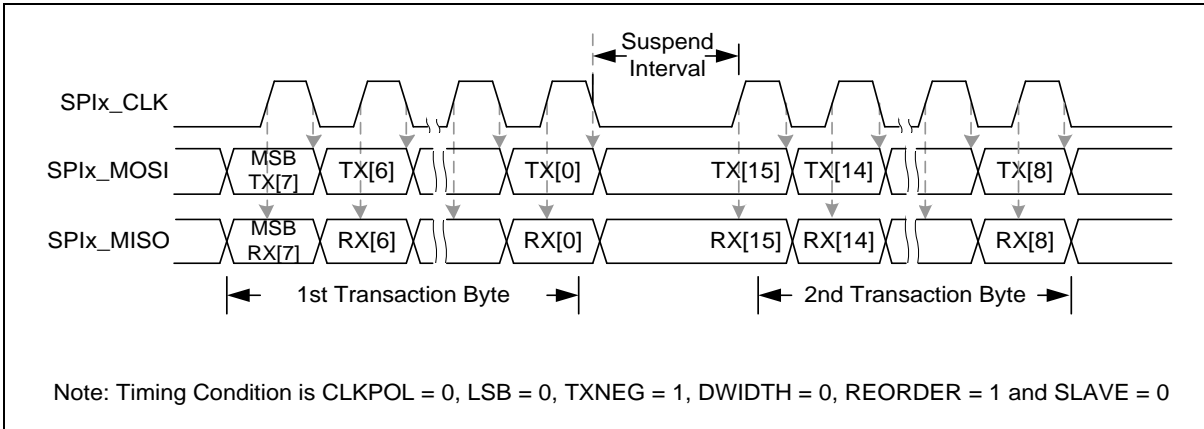 Suspend
Interval
SPIx_CLK
SPIx_MOSI
MSB
TX[7]
TX[6]
TX[0]
TX[15]
TX[14]
TX[8]
SPIx_MISO
MSB
RX[7]
RX[6]
RX[0]
RX[15]
RX[14]
RX[8]
1st Transaction Byte
2nd Transaction Byte
Note: Timing Condition is CLKPOL = 0, LSB = 0, TXNEG = 1, DWIDTH = 0, REORDER = 1 and SLAVE = 0